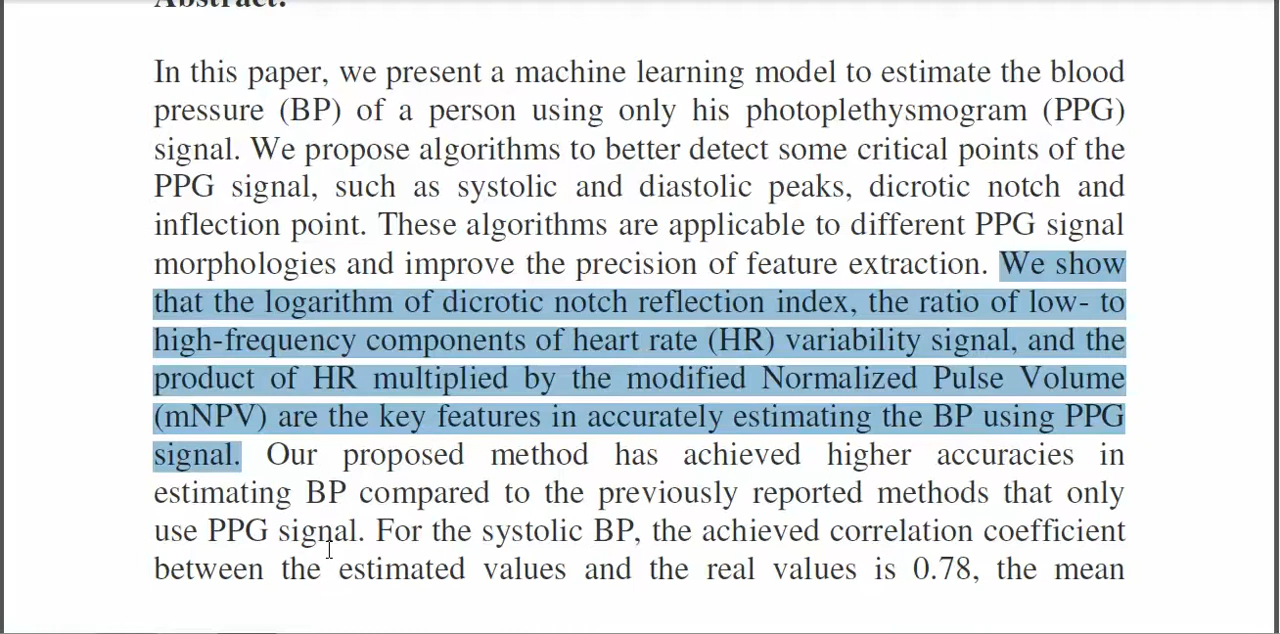 Abstract:
In this paper, we present a machine learning model to estimate the blood
pressure (BP) of a person using only his photoplethysmogram (PPG)
signal. We propose algorithms to better detect some critical points of the
PPG signal, such as systolic and diastolic peaks, dicrotic notch and
inflection point. These algorithms are applicable to different PPG signal
morphologies and improve the precision of feature extraction. We show
that the logarithm of dicrotic notch reflection index, the ratio of low- to
high-frequency components of heart rate (HR) variability signal, and the
product of HR multiplied by the modified Normalized Pulse Volume
(mNPV) are the key features in accurately estimating the BP using PPG
signal. Our proposed method has achieved higher accuracies in
estimating BP compared to the previously reported methods that only
use PPG signal. For the systolic BP, the achieved correlation coefficient
between the estimated values and the real values is 0.78, the mean